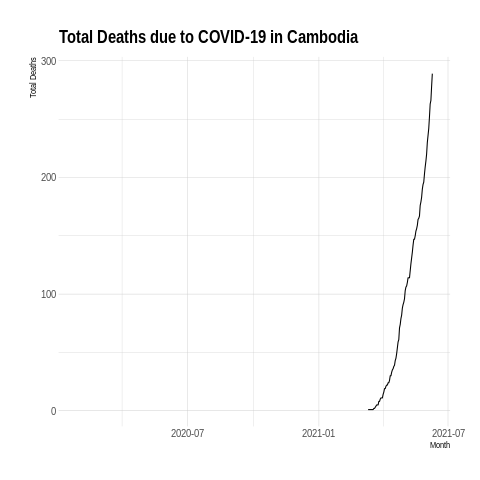 Total Deaths due to COVID-19 in Cambodia
Total Deaths
300
200
100
0
2020-07
2021-01
2021-07
Month